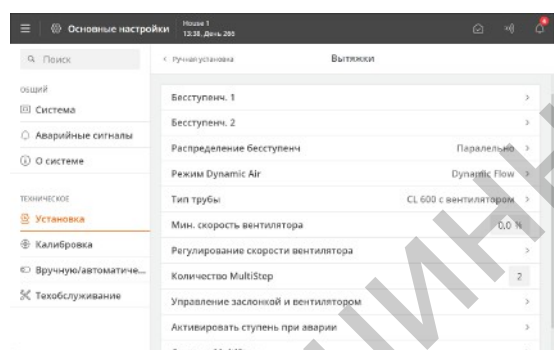 Основные настройки
House 1
13:38, День 266
Поиск
‹ Ручная установка
Вытяжки
ОБЩИЙ
Система
Аварийные сигналы
О системе
ТЕХНИЧЕСКОЕ
Установка
Калибровка
Вручную/автоматиче...
Техобслуживание
Бесступенч. 1
Бесступенч. 2
Распределение бесступенч Паралельно
Режим Dynamic Air Dynamic Flow
Тип трубы CL 600 с вентилятором
Мин. скорость вентилятора 0,0 %
Регулирование скорости вентилятора
Количество MultiStep 2
Управление заслонкой и вентилятором
Активировать ступень при аварии